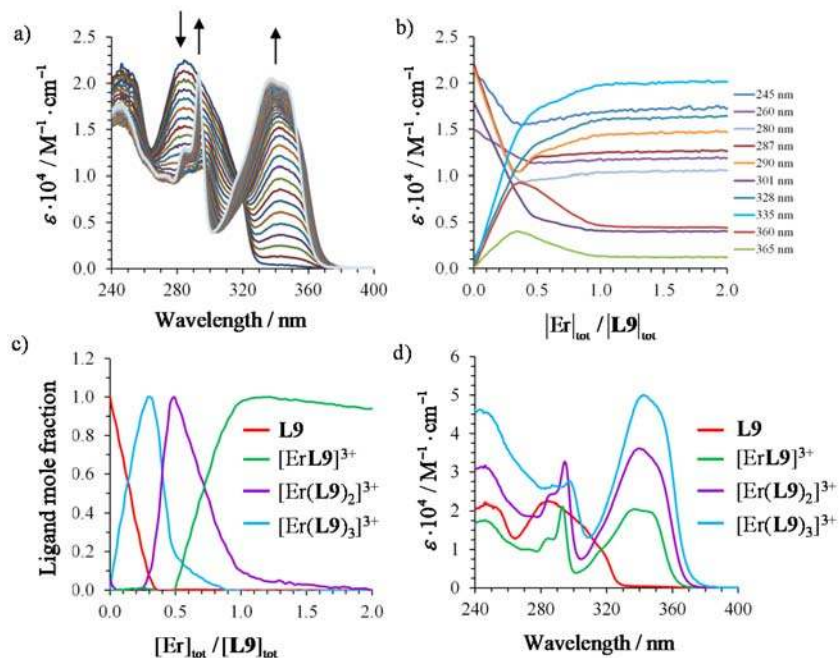 a)
ε·10⁴ / M⁻¹·cm⁻¹
2.5
2.0
1.5
1.0
0.5
0.0
240 280 320 360 400
Wavelength / nm
b)
ε·10⁴ / M⁻¹·cm⁻¹
2.5
2.0
1.5
1.0
0.5
0.0
0.0 0.5 1.0 1.5 2.0
|Er|tot / |L9|tot
245 nm
260 nm
280 nm
287 nm
290 nm
301 nm
328 nm
335 nm
360 nm
365 nm
c)
Ligand mole fraction
1.0
0.8
0.6
0.4
0.2
0.0
0.0 0.5 1.0 1.5 2.0
[Er]tot / [L9]tot
L9
[ErL9]³⁺
[Er(L9)₂]³⁺
[Er(L9)₃]³⁺
d)
ε·10⁴ / M⁻¹·cm⁻¹
6
5
4
3
2
1
0
240 280 320 360 400
Wavelength / nm
L9
[ErL9]³⁺
[Er(L9)₂]³⁺
[Er(L9)₃]³⁺